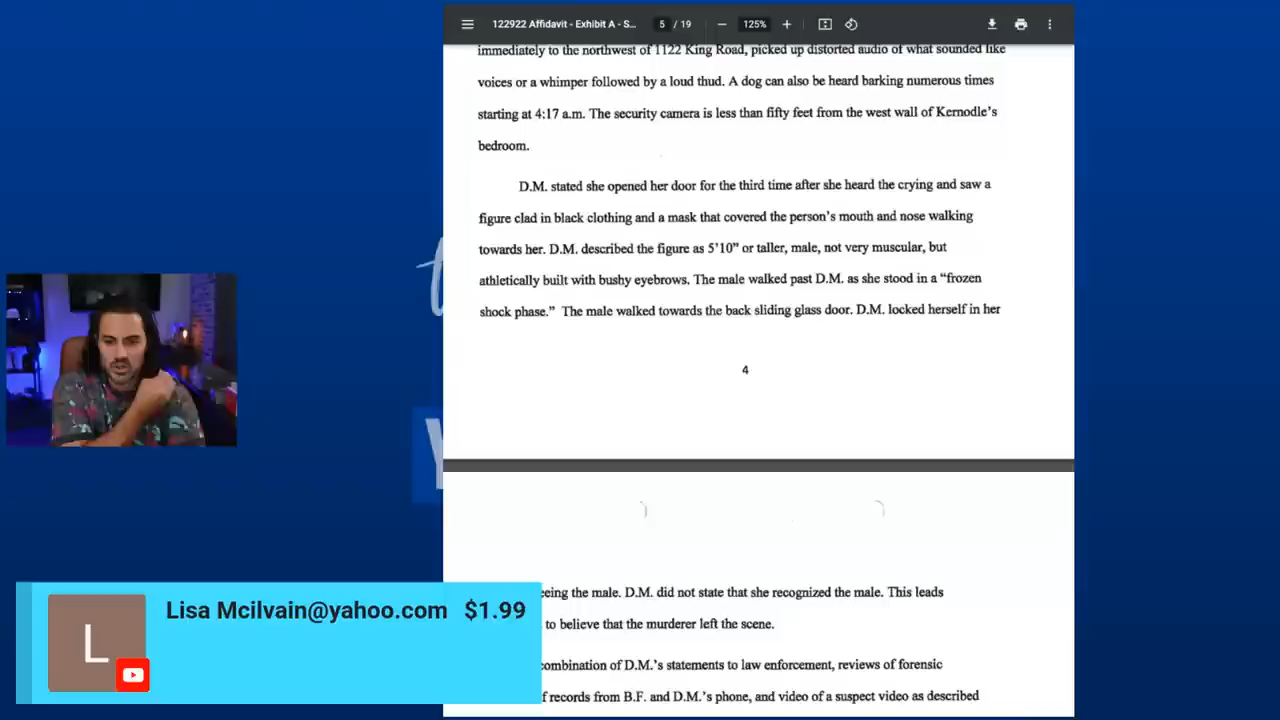 122922 Affidavit - Exhibit A - S... 5 / 19 125%
immediately to the northwest of 1122 King Road, picked up distorted audio of what sounded like
voices or a whimper followed by a loud thud. A dog can also be heard barking numerous times
starting at 4:17 a.m. The security camera is less than fifty feet from the west wall of Kernodle's
bedroom.
D.M. stated she opened her door for the third time after she heard the crying and saw a
figure clad in black clothing and a mask that covered the person's mouth and nose walking
towards her. D.M. described the figure as 5'10" or taller, male, not very muscular, but
athletically built with bushy eyebrows. The male walked past D.M. as she stood in a "frozen
shock phase." The male walked towards the back sliding glass door. D.M. locked herself in her
4
eeing the male. D.M. did not state that she recognized the male. This leads
to believe that the murderer left the scene.
ombination of D.M.'s statements to law enforcement, reviews of forensic
f records from B.F. and D.M.'s phone, and video of a suspect video as described
L
Lisa Mcilvain@yahoo.com $1.99